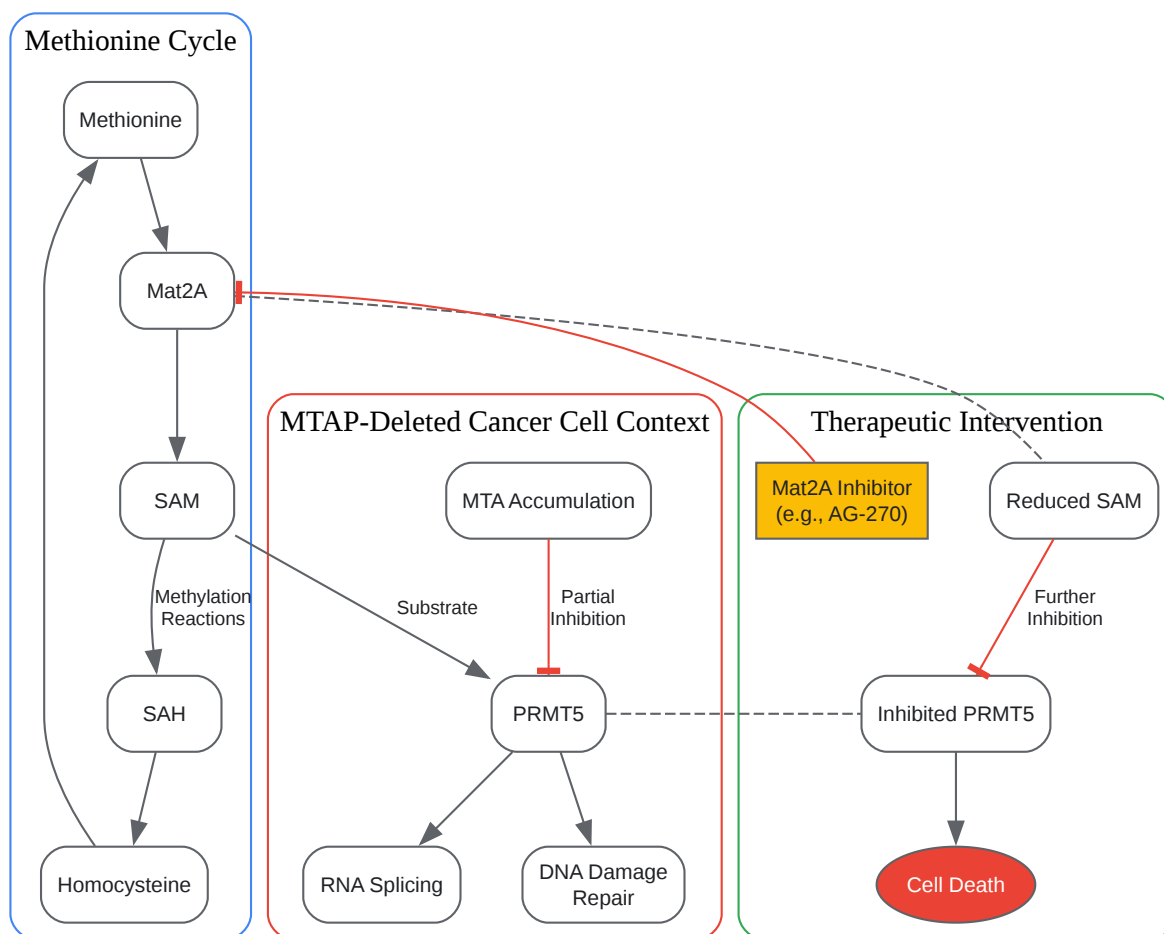 Methionine Cycle
Methionine
Mat2A
SAM
Methylation
Reactions
SAH
Homocysteine
MTAP-Deleted Cancer Cell Context
MTA Accumulation
Substrate
Partial
Inhibition
PRMT5
RNA Splicing
DNA Damage
Repair
Therapeutic Intervention
Mat2A Inhibitor
(e.g., AG-270)
Reduced SAM
Further
Inhibition
Inhibited PRMT5
Cell Death